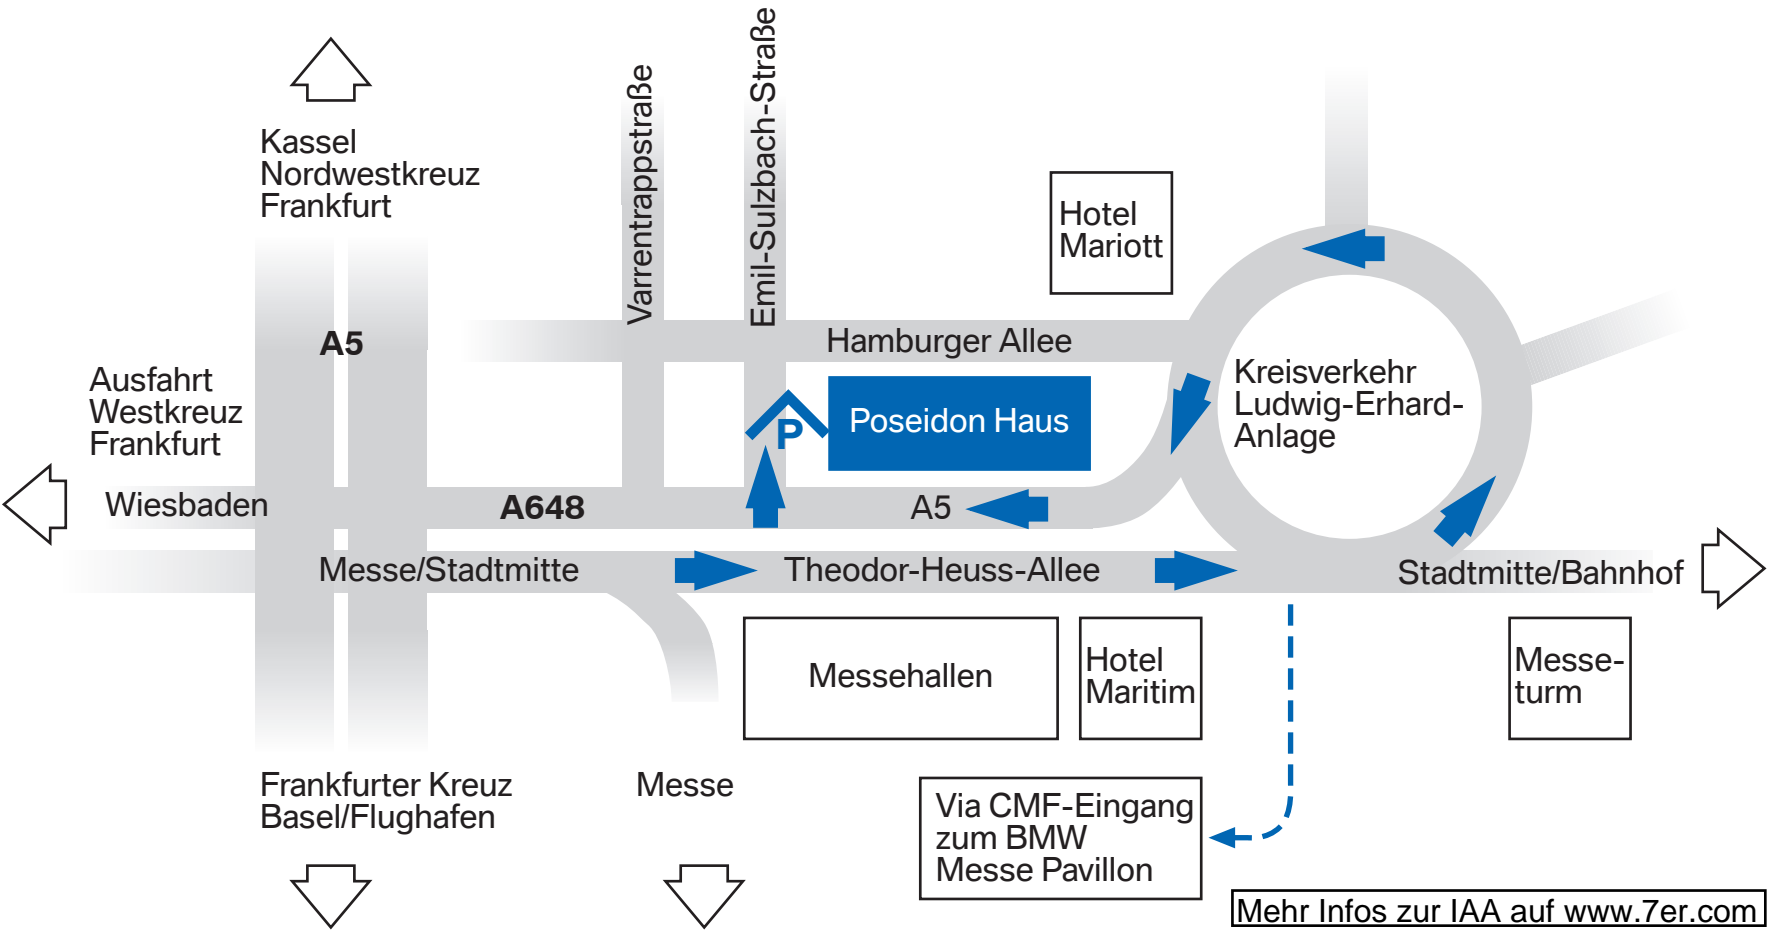 Kassel
Nordwestkreuz
Frankfurt
Varrentrappstraße
Emil-Sulzbach-Straße
Hotel
Mariott
A5
Hamburger Allee
Ausfahrt
Westkreuz
Frankfurt
Kreisverkehr
Ludwig-Erhard-
Anlage
P
Poseidon Haus
Wiesbaden
A648
A5
Messe/Stadtmitte
Theodor-Heuss-Allee
Stadtmitte/Bahnhof
Messehallen
Hotel
Maritim
Messe-
turm
Frankfurter Kreuz
Basel/Flughafen
Messe
Via CMF-Eingang
zum BMW
Messe Pavillon
Mehr Infos zur IAA auf www.7er.com